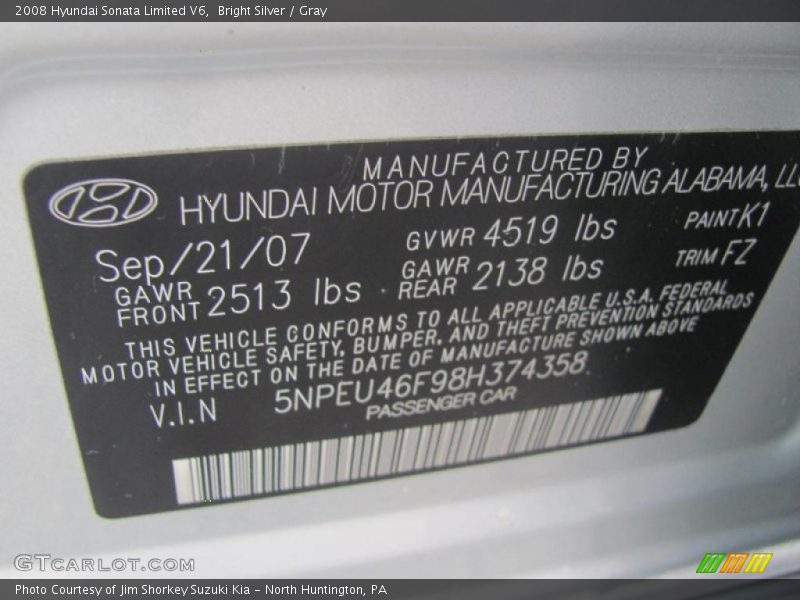 2008 Hyundai Sonata Limited V6,  Bright Silver / Gray
MANUFACTURED BY
HYUNDAI MOTOR MANUFACTURING ALABAMA, LLC
Sep/21/07
GVWR 4519 lbs
PAINT K1
GAWR FRONT 2513 lbs
GAWR REAR 2138 lbs
TRIM FZ
THIS VEHICLE CONFORMS TO ALL APPLICABLE U.S.A. FEDERAL
MOTOR VEHICLE SAFETY, BUMPER, AND THEFT PREVENTION STANDARDS
IN EFFECT ON THE DATE OF MANUFACTURE SHOWN ABOVE
V.I.N 5NPEU46F98H374358
PASSENGER CAR
GTCARLOT.COM
Photo Courtesy of Jim Shorkey Suzuki Kia – North Huntington, PA